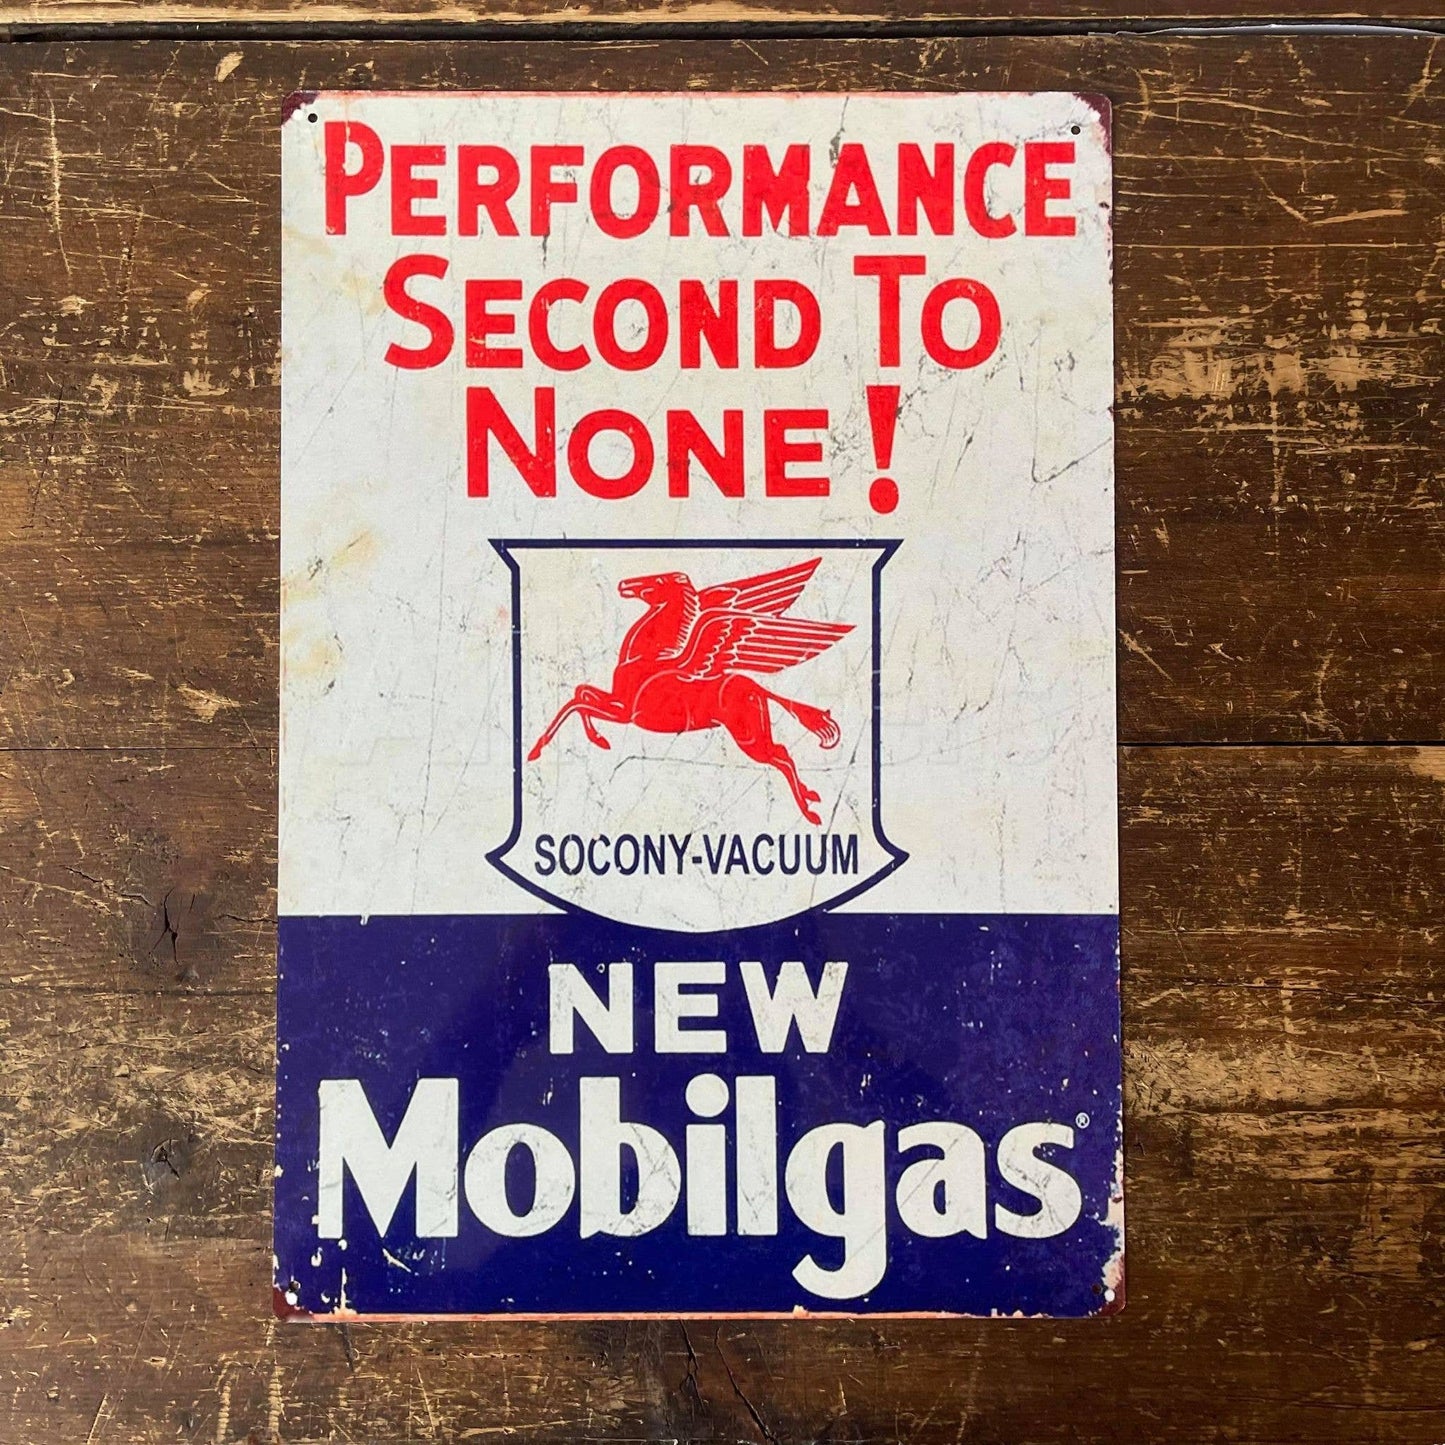 PERFORMANCE
SECOND TO
NONE!
SOCONY-VACUUM
NEW
Mobilgas®